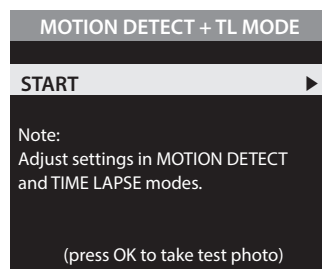 MOTION DETECT + TL MODE
START
Note:
Adjust settings in MOTION DETECT
and TIME LAPSE modes.
(press OK to take test photo)